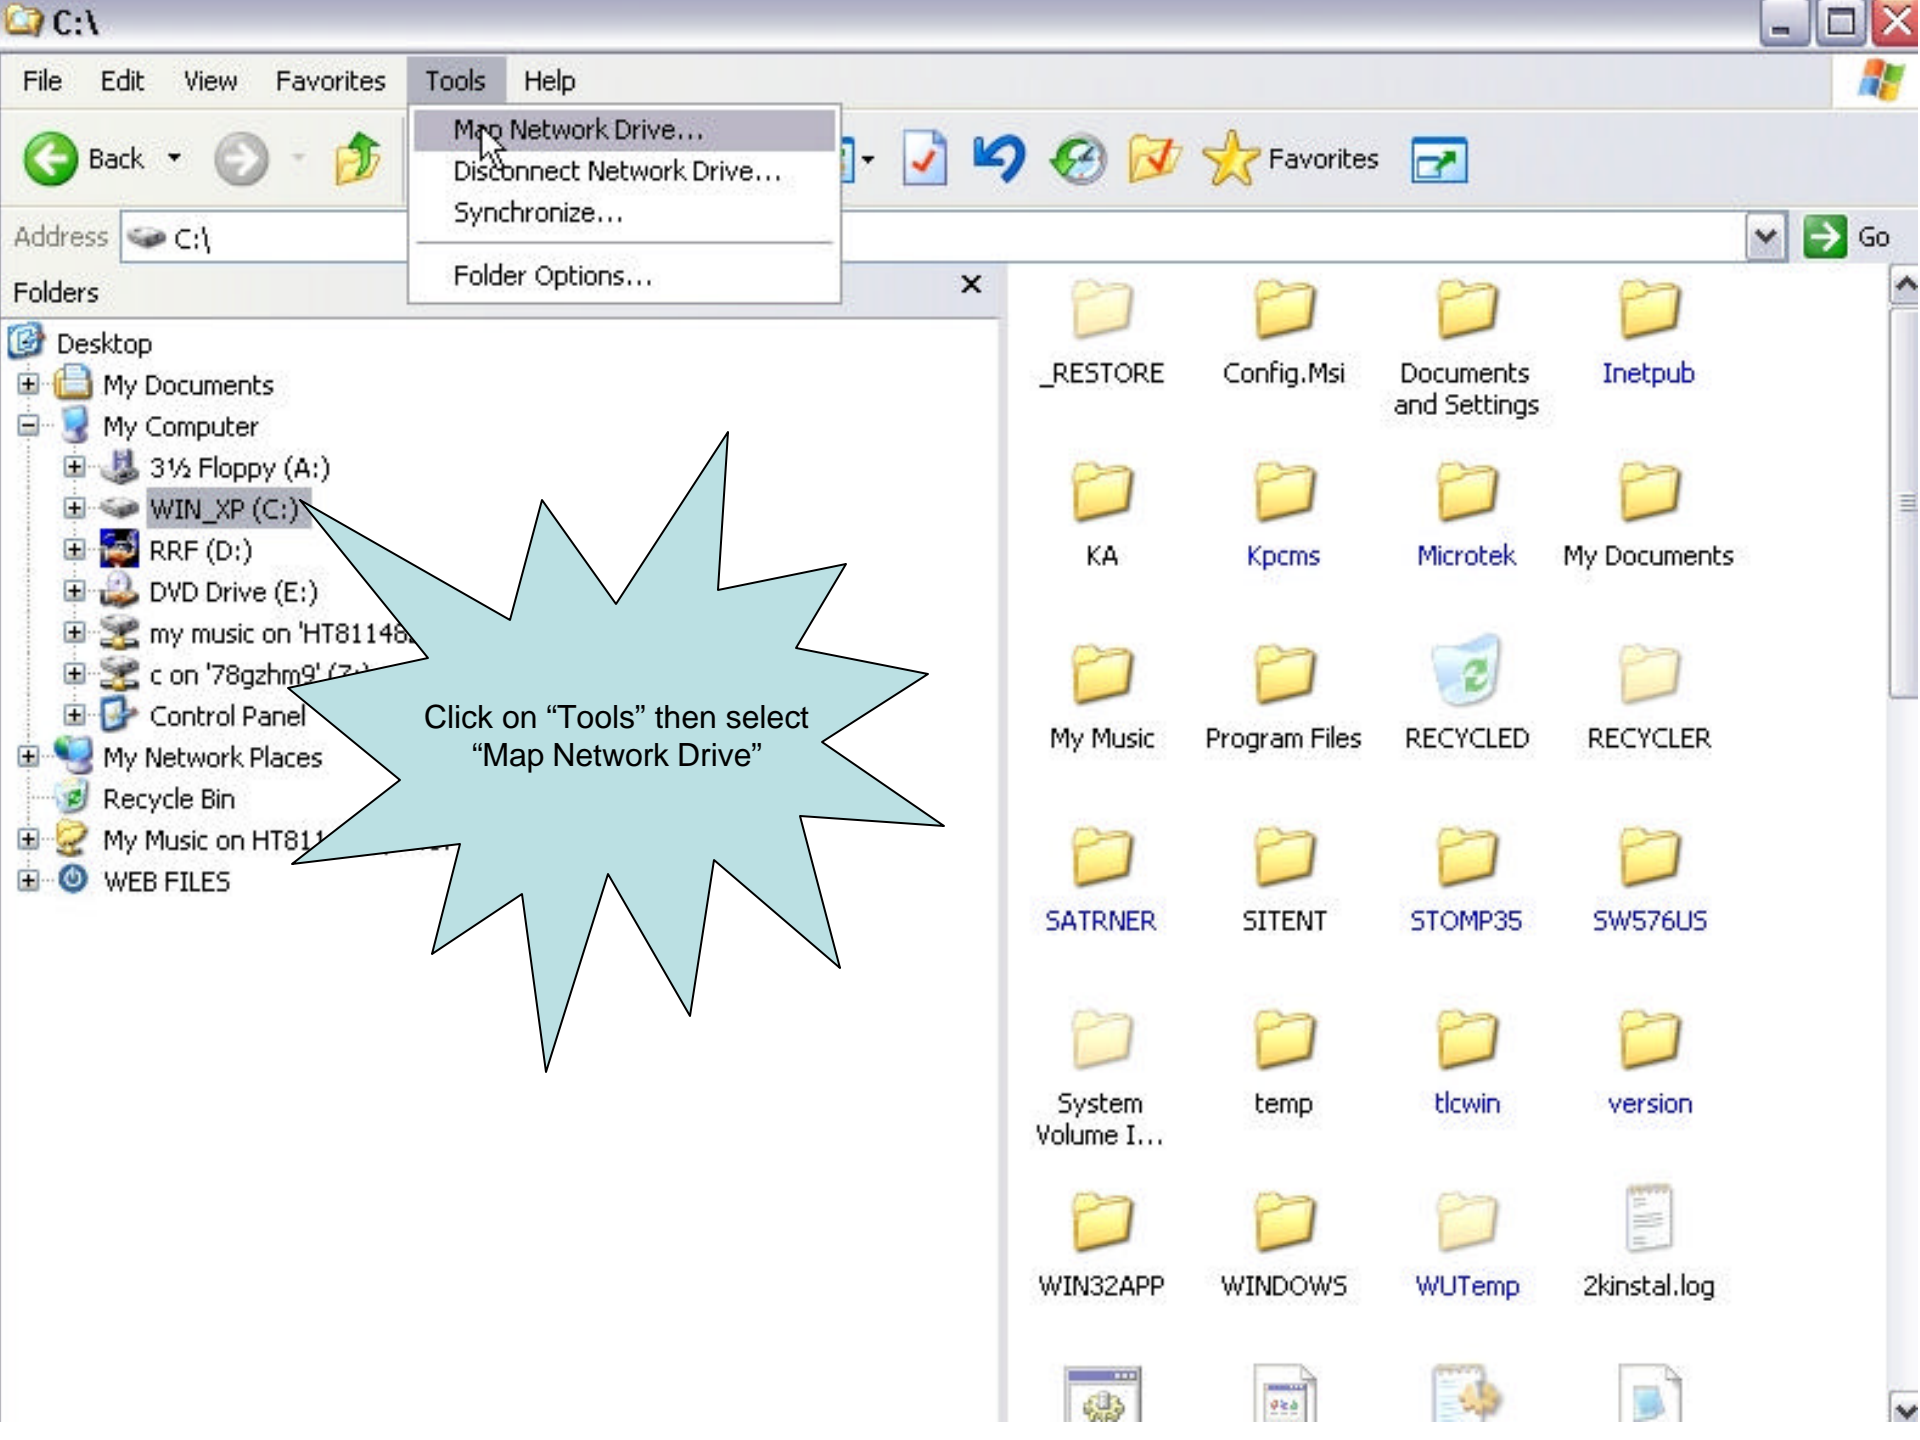 C:\
File Edit View Favorites Tools Help
Map Network Drive...
Disconnect Network Drive...
Synchronize...
Folder Options...
Back
Favorites
Address C:\
Go
Folders
Desktop
My Documents
My Computer
3½ Floppy (A:)
WIN_XP (C:)
RRF (D:)
DVD Drive (E:)
my music on 'HT81148
c on '78gzhm9' (Z:)
Control Panel
My Network Places
Recycle Bin
My Music on HT811
WEB FILES
Click on “Tools” then select
“Map Network Drive”
_RESTORE Config.Msi Documents Inetpub
and Settings
KA Kpcms Microtek My Documents
My Music Program Files RECYCLED RECYCLER
SATRNER SITENT STOMP35 SW576US
System temp tlcwin version
Volume I...
WIN32APP WINDOWS WUTemp 2kinstal.log